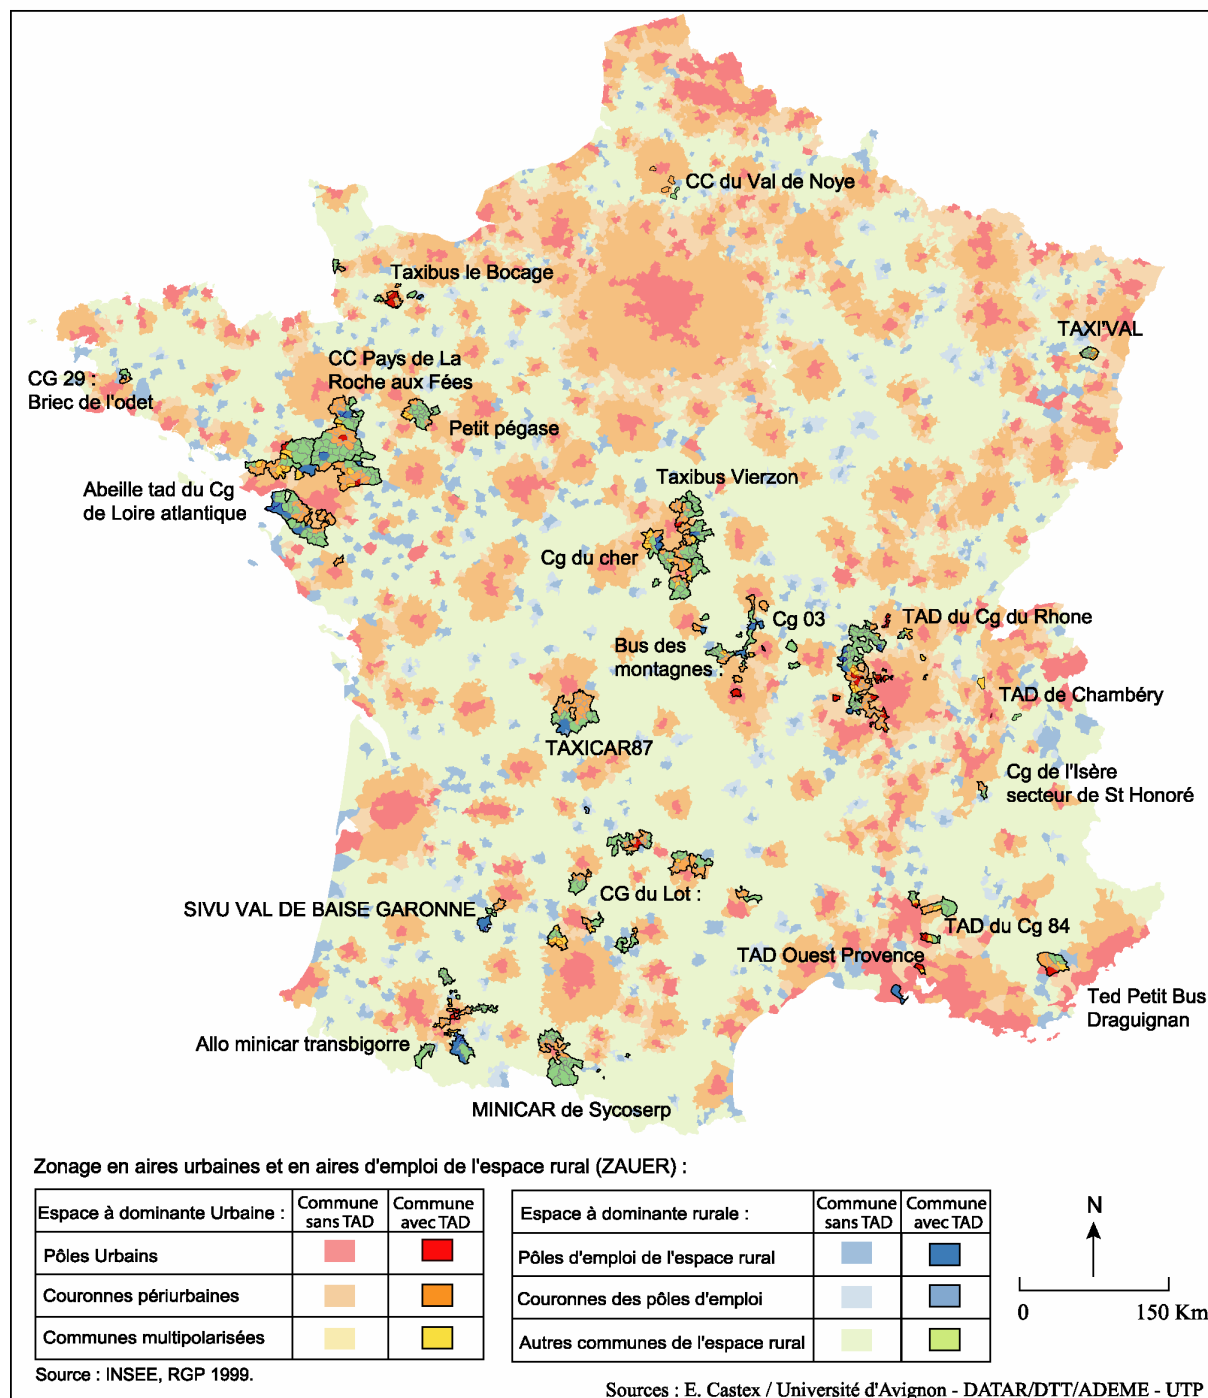 CC du Val de Noye
Taxibus le Bocage
TAXI'VAL
CC Pays de La
Roche aux Fées
CG 29 :
Briec de l'odet
Petit pégase
Taxibus Vierzon
Abeille tad du Cg
de Loire atlantique
Cg du cher
Cg 03
TAD du Cg du Rhone
Bus des
montagnes :
TAD de Chambéry
TAXICAR87
Cg de l'Isère
secteur de St Honoré
CG du Lot :
SIVU VAL DE BAISE GARONNE
TAD du Cg 84
TAD Ouest Provence
Ted Petit Bus
Draguignan
Allo minicar transbigorre
MINICAR de Sycoserp
Zonage en aires urbaines et en aires d'emploi de l'espace rural (ZAUER) :
Espace à dominante Urbaine :
Commune
sans TAD
Commune
avec TAD
Pôles Urbains
Couronnes périurbaines
Communes multipolarisées
Espace à dominante rurale :
Commune
sans TAD
Commune
avec TAD
Pôles d'emploi de l'espace rural
Couronnes des pôles d'emploi
Autres communes de l'espace rural
N
0 150 Km
Source : INSEE, RGP 1999.
Sources : E. Castex / Université d'Avignon - DATAR/DTT/ADEME - UTP